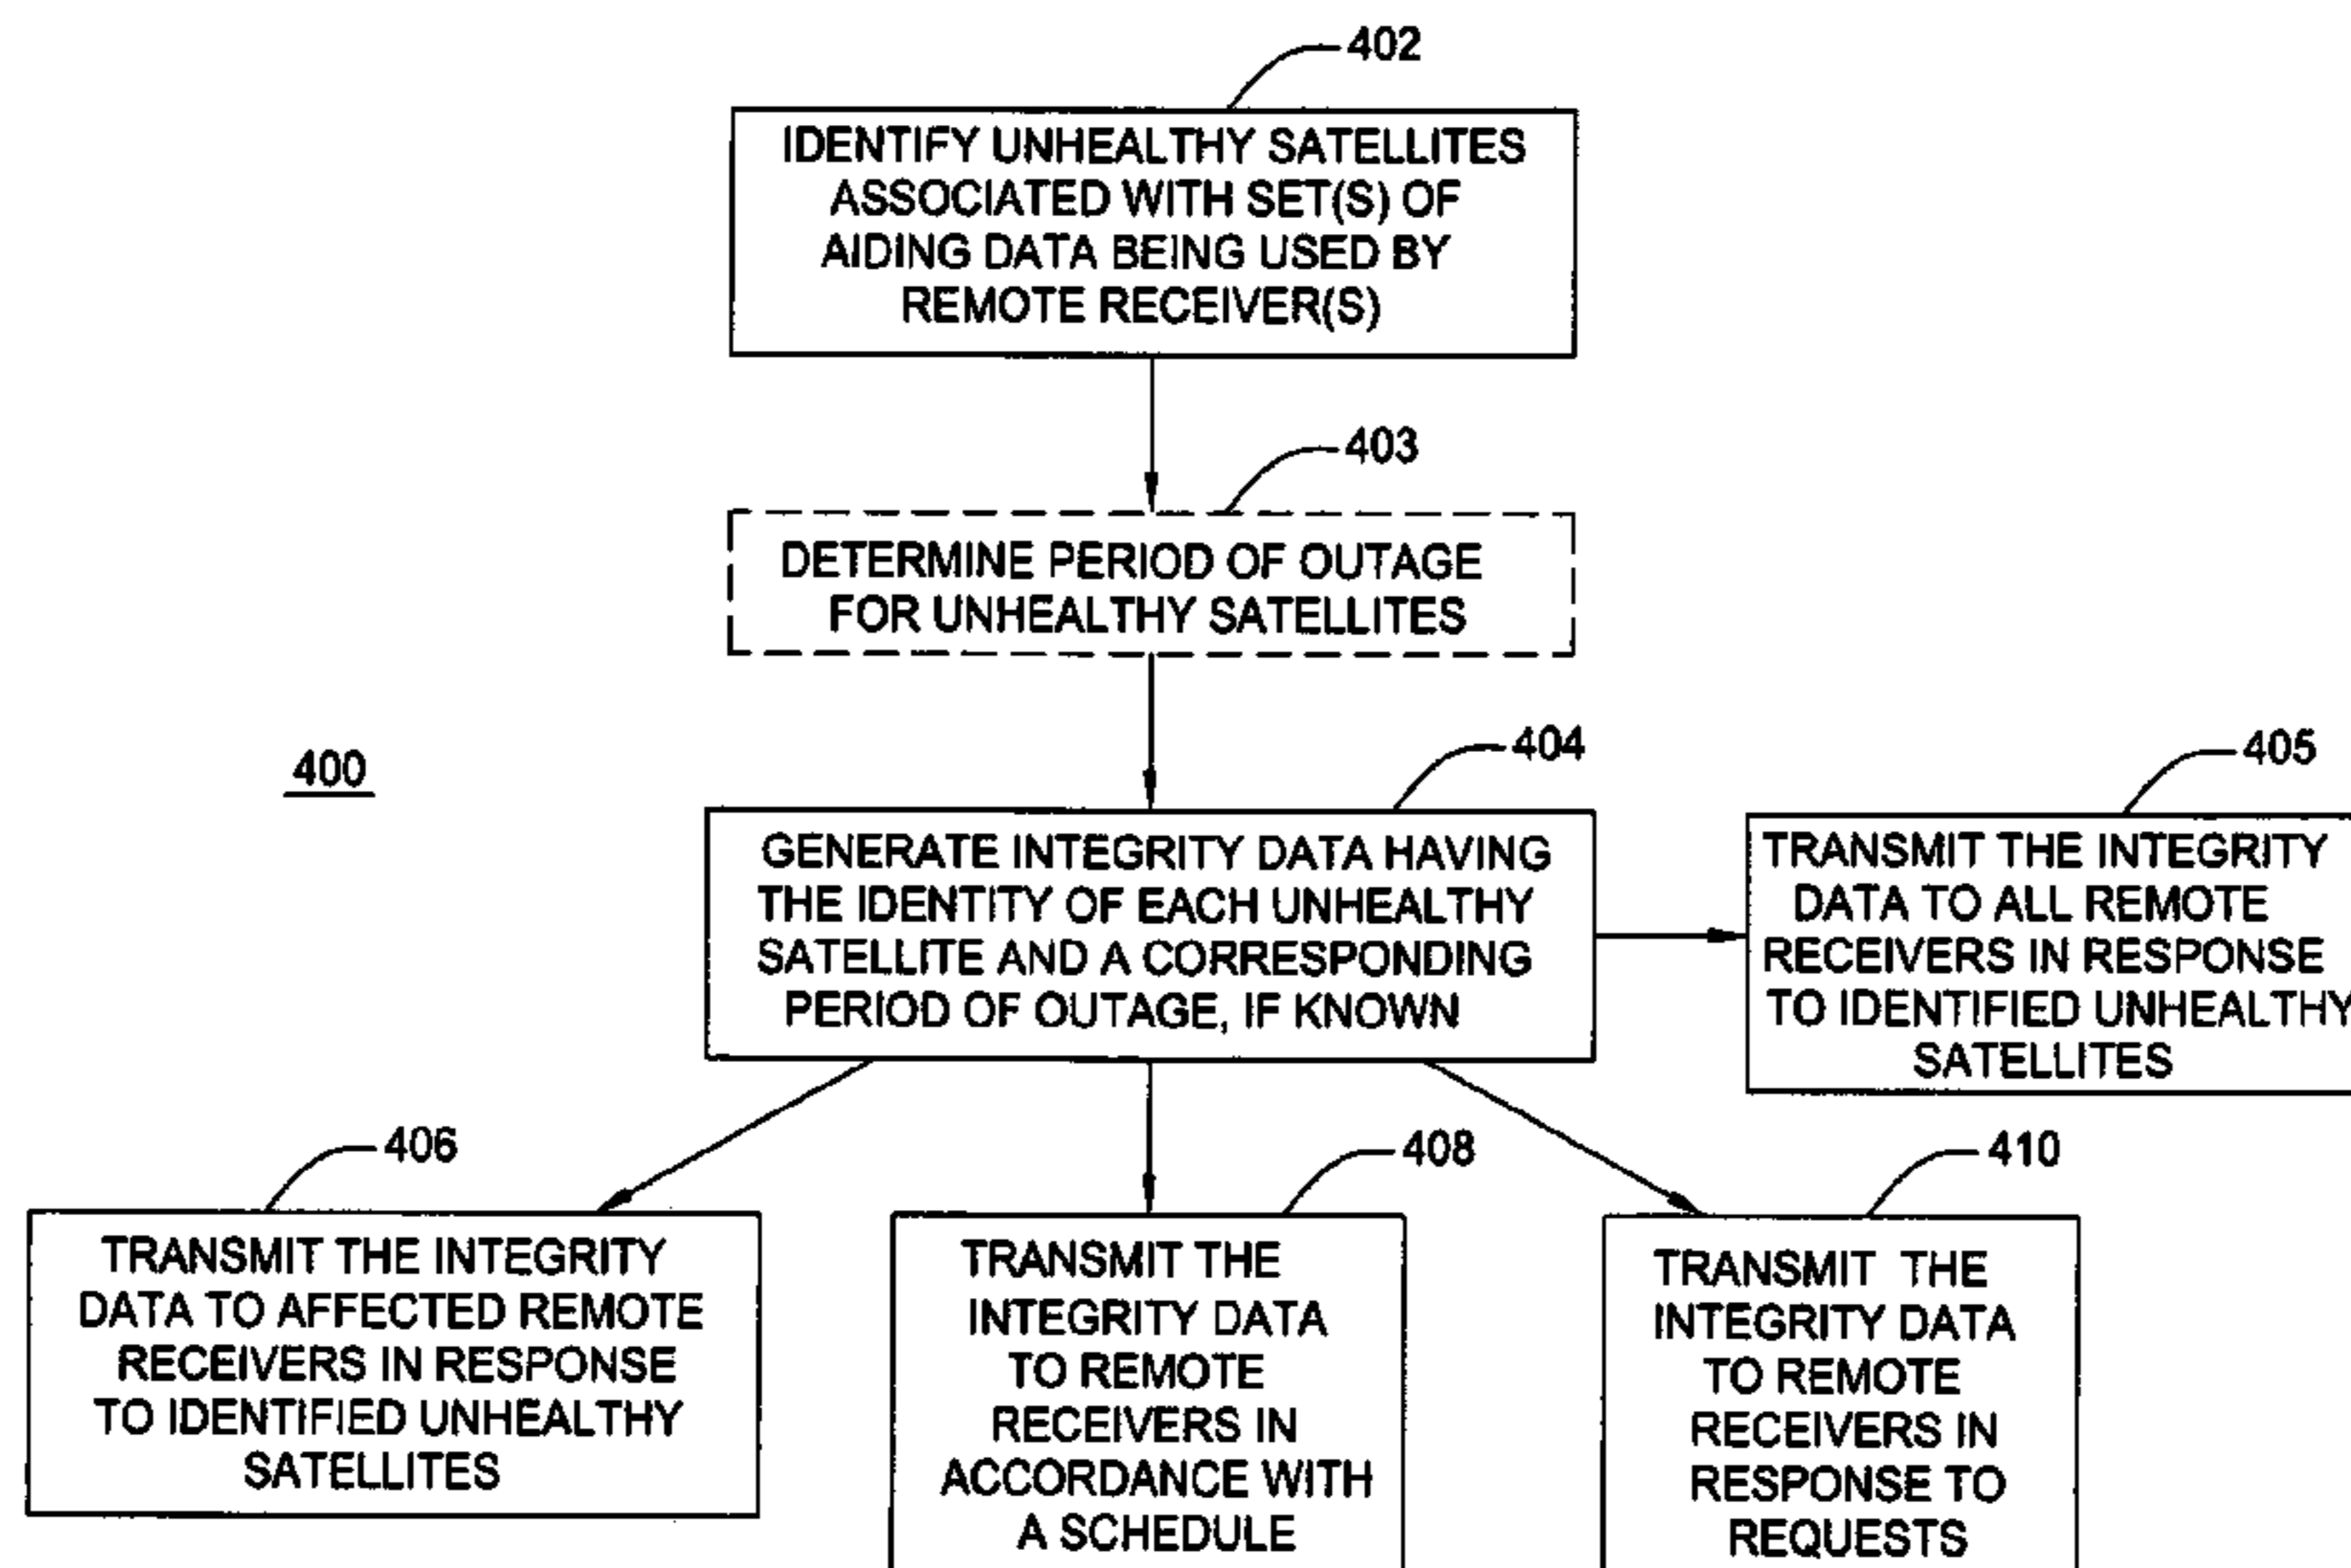 402
IDENTIFY UNHEALTHY SATELLITES
ASSOCIATED WITH SET(S) OF
AIDING DATA BEING USED BY
REMOTE RECEIVER(S)
403
DETERMINE PERIOD OF OUTAGE
FOR UNHEALTHY SATELLITES
400
404
GENERATE INTEGRITY DATA HAVING
THE IDENTITY OF EACH UNHEALTHY
SATELLITE AND A CORRESPONDING
PERIOD OF OUTAGE, IF KNOWN
405
TRANSMIT THE INTEGRITY
DATA TO ALL REMOTE
RECEIVERS IN RESPONSE
TO IDENTIFIED UNHEALTHY
SATELLITES
406
TRANSMIT THE INTEGRITY
DATA TO AFFECTED REMOTE
RECEIVERS IN RESPONSE
TO IDENTIFIED UNHEALTHY
SATELLITES
408
TRANSMIT THE
INTEGRITY DATA
TO REMOTE
RECEIVERS IN
ACCORDANCE WITH
A SCHEDULE
410
TRANSMIT THE
INTEGRITY DATA
TO REMOTE
RECEIVERS IN
RESPONSE TO
REQUESTS